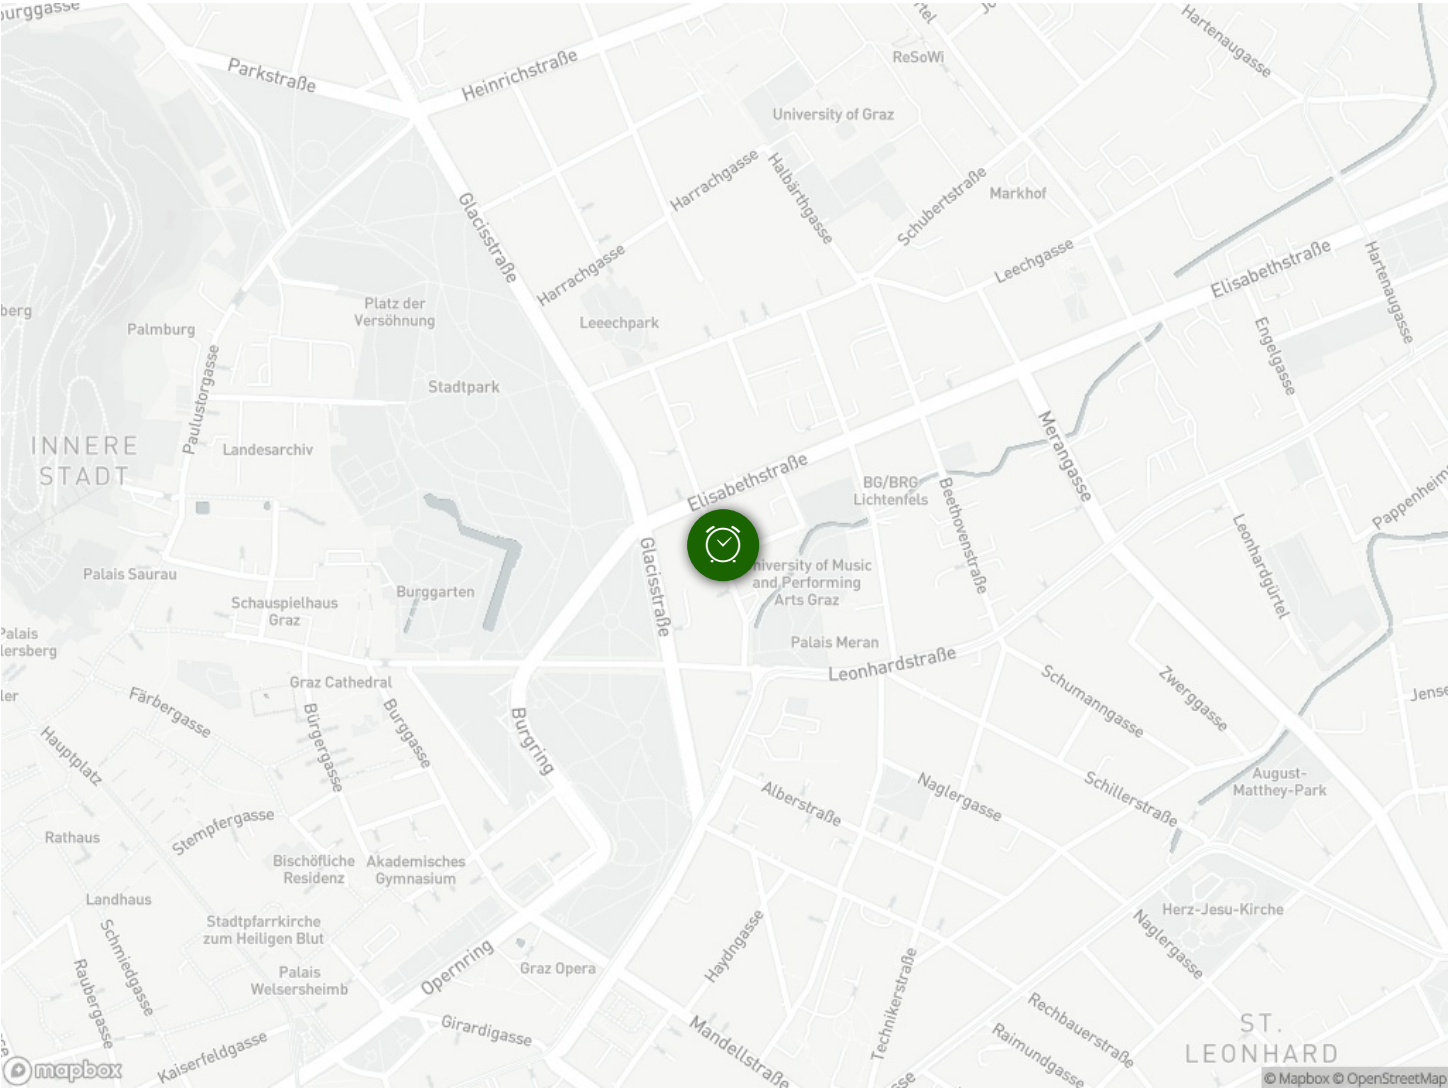 Parkstraße
Heinrichstraße
Hartenaugasse
ReSoWi
University of Graz
Harrachgasse
Halbärthgasse
Schubertstraße
Markhof
Glacisstraße
Harrachgasse
Leechgasse
Elisabethstraße
Hartenaugasse
Platz der
Versöhnung
Palmburg
Leeechpark
Engelgasse
Paulustorgasse
Stadtpark
INNERE
STADT
Landesarchiv
Merangasse
Elisabethstraße
BG/BRG
Lichtenfels
Beethovenstraße
Leonhardgürtel
Glacisstraße
Palais Saurau
Burggarten
of Music
and Performing
Arts Graz
Schauspielhaus
Graz
Palais
Palais Meran
Leonhardstraße
Graz Cathedral
Färbergasse
Bürgergasse
Burggasse
Burgring
Schumanngasse
Zwerggasse
Hauptplatz
August-
Matthey-Park
Alberstraße
Naglergasse
Schillerstraße
Stempfergasse
Rathaus
Bischöfliche
Residenz
Akademisches
Gymnasium
Landhaus
Stadtpfarrkirche
zum Heiligen Blut
Schmiedgasse
Raubergasse
Palais
Welsersheimb
Opernring
Graz Opera
Haydngasse
Technikerstraße
Herz-Jesu-Kirche
Naglergasse
Girardigasse
Kaiserfeldgasse
Mandellstraße
Rechbauerstraße
Raimundgasse
ST.
LEONHARD
mapbox
© Mapbox © OpenStreetMap